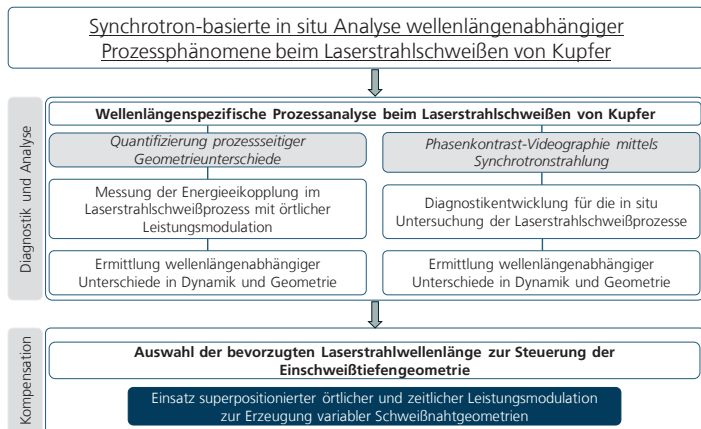 Synchrotron-basierte in situ Analyse wellenlängenabhängiger
Prozessphänomene beim Laserstrahlschweißen von Kupfer
Diagnostik und Analyse
Wellenlängenspezifische Prozessanalyse beim Laserstrahlschweißen von Kupfer
Quantifizierung prozessseitiger
Geometrieunterschiede
Messung der Energieeikopplung im
Laserstrahlschweißprozess mit örtlicher
Leistungsmodulation
Ermittlung wellenlängenabhängiger
Unterschiede in Dynamik und Geometrie
Phasenkontrast-Videographie mittels
Synchrotronstrahlung
Diagnostikentwicklung für die in situ
Untersuchung der Laserstrahlschweißprozesse
Ermittlung wellenlängenabhängiger
Unterschiede in Dynamik und Geometrie
Kompensation
Auswahl der bevorzugten Laserstrahlwellenlänge zur Steuerung der
Einschweißtiefengeometrie
Einsatz superpositionierter örtlicher und zeitlicher Leistungsmodulation
zur Erzeugung variabler Schweißnahtgeometrien